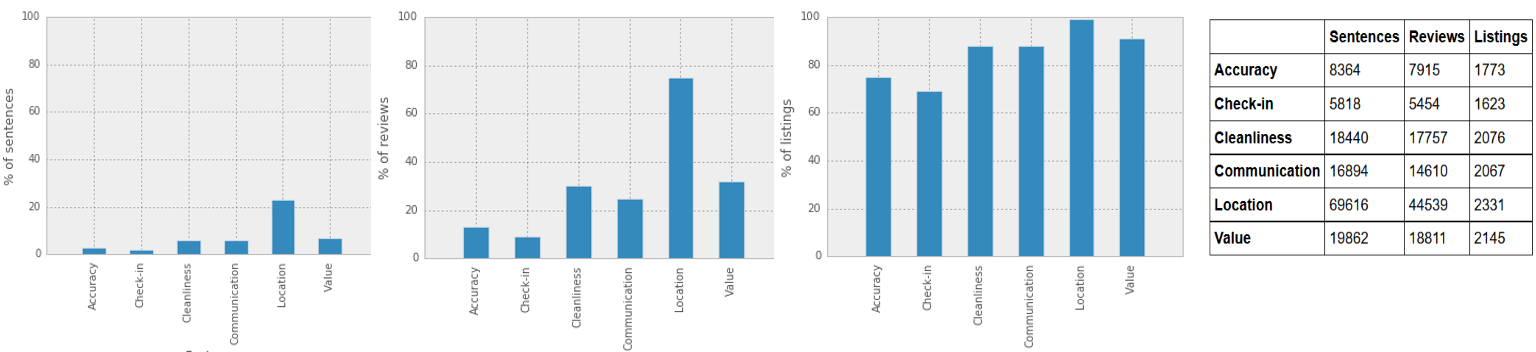 100
80
60
40
20
0
% of sentences
Accuracy
Check-in
Cleanliness
Communication
Location
Value
100
80
60
40
20
0
% of reviews
Accuracy
Check-in
Cleanliness
Communication
Location
Value
100
80
60
40
20
0
% of listings
Accuracy
Check-in
Cleanliness
Communication
Location
Value
Sentences Reviews Listings
Accuracy 8364 7915 1773
Check-in 5818 5454 1623
Cleanliness 18440 17757 2076
Communication 16894 14610 2067
Location 69616 44539 2331
Value 19862 18811 2145